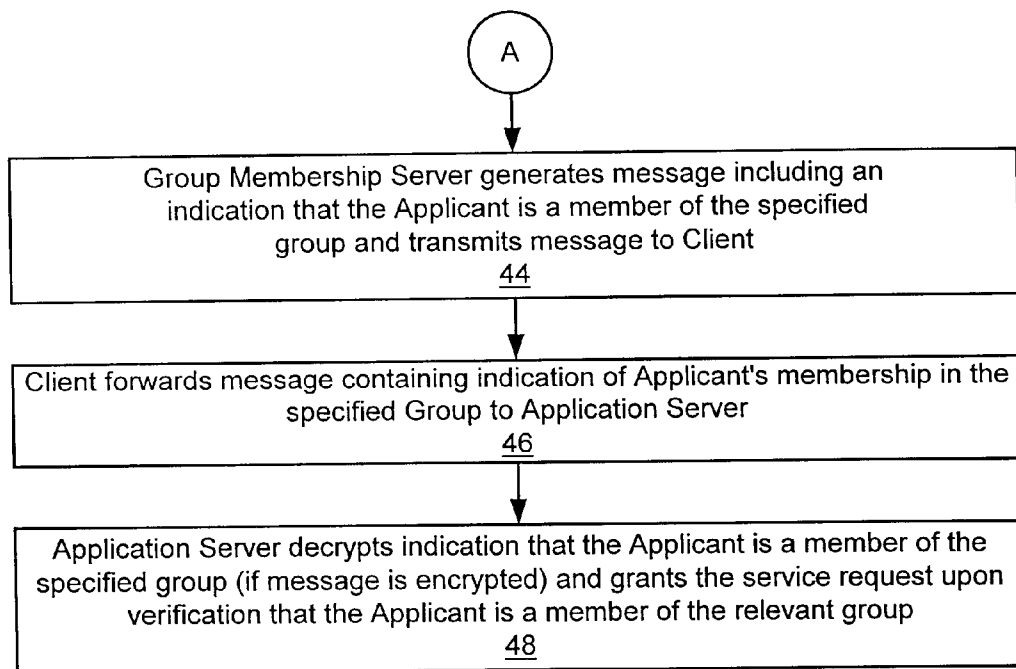 A
Group Membership Server generates message including an
indication that the Applicant is a member of the specified
group and transmits message to Client
44
Client forwards message containing indication of Applicant's membership in the
specified Group to Application Server
46
Application Server decrypts indication that the Applicant is a member of the
specified group (if message is encrypted) and grants the service request upon
verification that the Applicant is a member of the relevant group
48